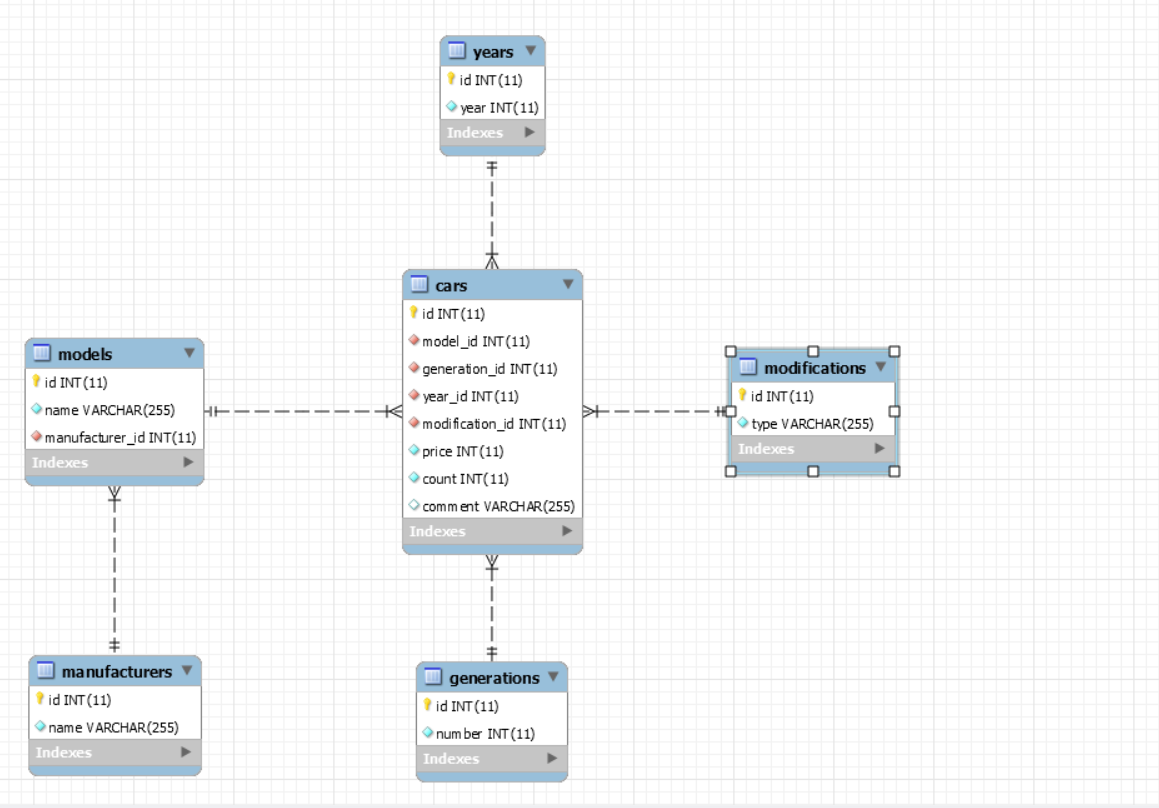 years
id INT(11)
year INT(11)
Indexes
cars
id INT(11)
model_id INT(11)
generation_id INT(11)
year_id INT(11)
modification_id INT(11)
price INT(11)
count INT(11)
comment VARCHAR(255)
Indexes
models
id INT(11)
name VARCHAR(255)
manufacturer_id INT(11)
Indexes
modifications
id INT(11)
type VARCHAR(255)
Indexes
manufacturers
id INT(11)
name VARCHAR(255)
Indexes
generations
id INT(11)
number INT(11)
Indexes